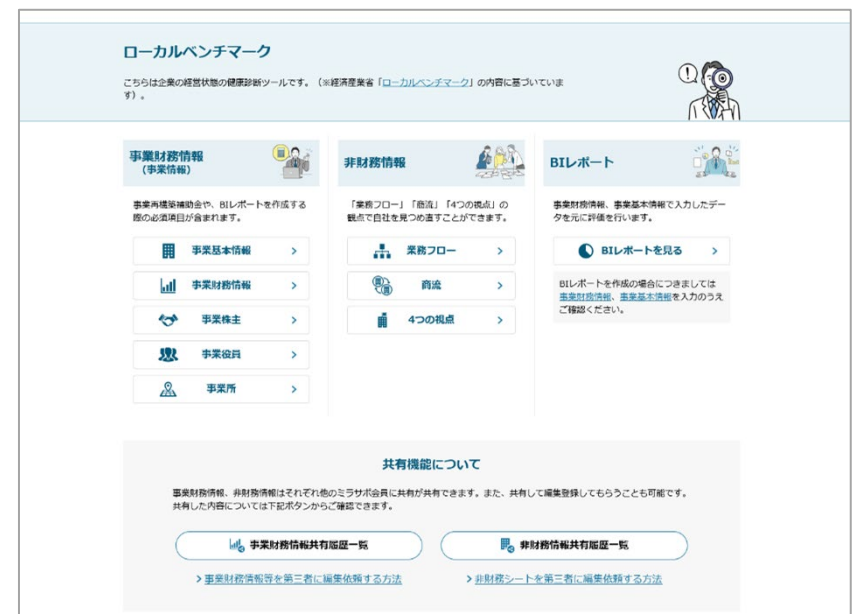 ローカルベンチマーク
こちらは企業の経営状態の健康診断ツールです。（※経済産業省「ローカルベンチマーク」の内容に基づいています）。
事業財務情報
（事業情報）
事業再構築補助金や、BIレポートを作成する
際の必須項目が含まれます。
事業基本情報
事業財務情報
事業株主
事業役員
事業所
非財務情報
「業務フロー」「商流」「4つの視点」の
観点で自社を見つめ直すことができます。
業務フロー
商流
4つの視点
BIレポート
事業財務情報、事業基本情報で入力したデー
タを元に評価を行います。
BIレポートを見る
BIレポートを作成の場合につきましては
事業財務情報、事業基本情報を入力のうえ
ご確認ください。
共有機能について
事業財務情報、非財務情報はそれぞれ他のミラサポ会員に共有が共有できます。また、共有して編集登録してもらうことも可能です。
共有した内容については下記ボタンからご確認できます。
事業財務情報共有履歴一覧
非財務情報共有履歴一覧
事業財務情報等を第三者に編集依頼する方法
非財務シートを第三者に編集依頼する方法